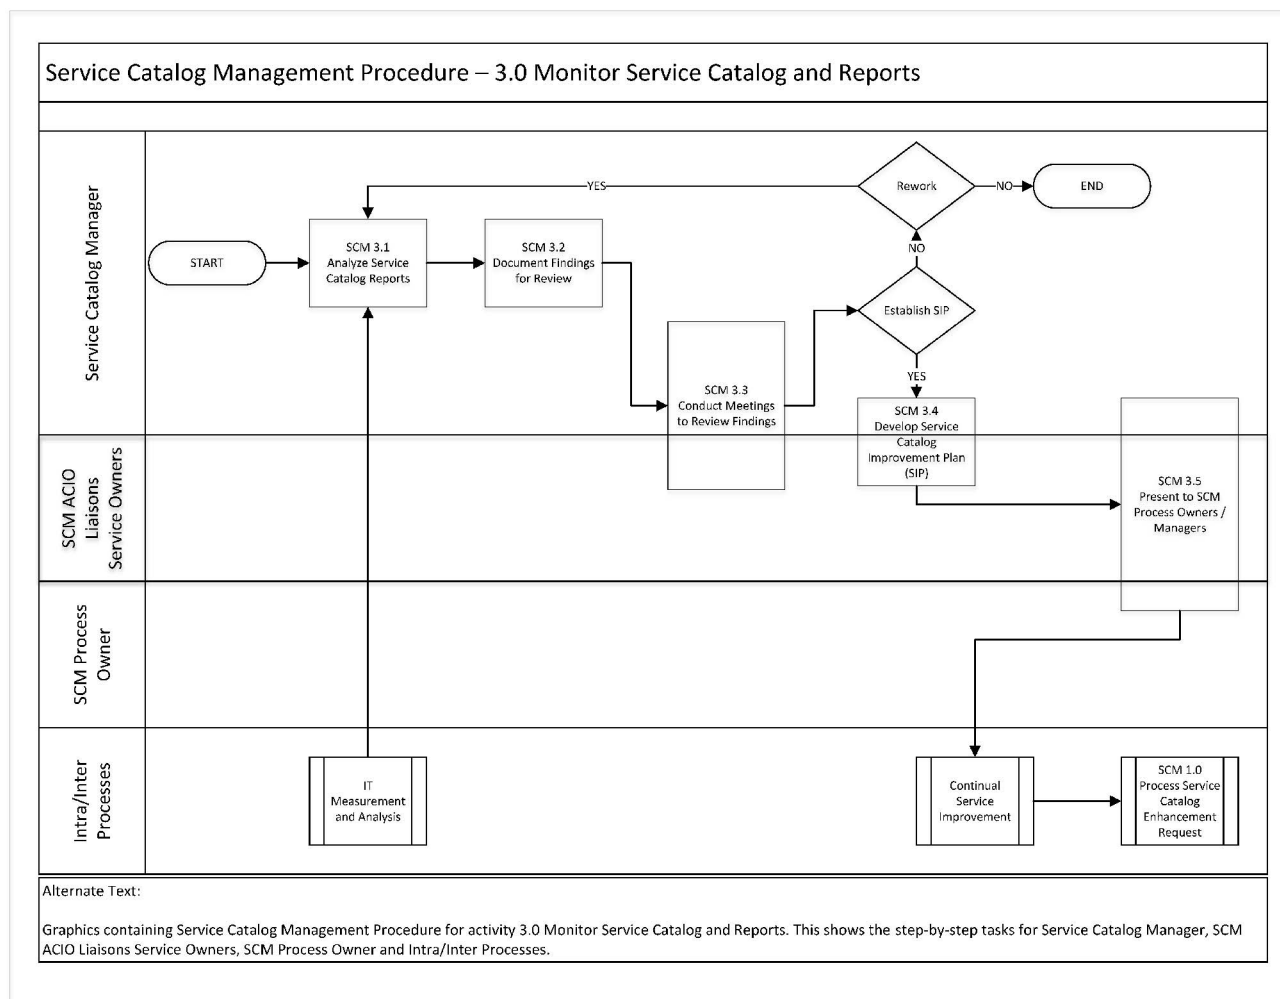 Service Catalog Management Procedure – 3.0 Monitor Service Catalog and Reports
Service Catalog Manager
START
SCM 3.1
Analyze Service
Catalog Reports
SCM 3.2
Document Findings
for Review
SCM 3.3
Conduct Meetings
to Review Findings
YES
Rework
NO
END
NO
Establish SIP
YES
SCM 3.4
Develop Service
Catalog
Improvement Plan
(SIP)
SCM ACIO
Liaisons
Service Owners
SCM 3.5
Present to SCM
Process Owners /
Managers
SCM Process
Owner
Intra/Inter
Processes
IT
Measurement
and Analysis
Continual
Service
Improvement
SCM 1.0
Process Service
Catalog
Enhancement
Request
Alternate Text:
Graphics containing Service Catalog Management Procedure for activity 3.0 Monitor Service Catalog and Reports. This shows the step-by-step tasks for Service Catalog Manager, SCM
ACIO Liaisons Service Owners, SCM Process Owner and Intra/Inter Processes.